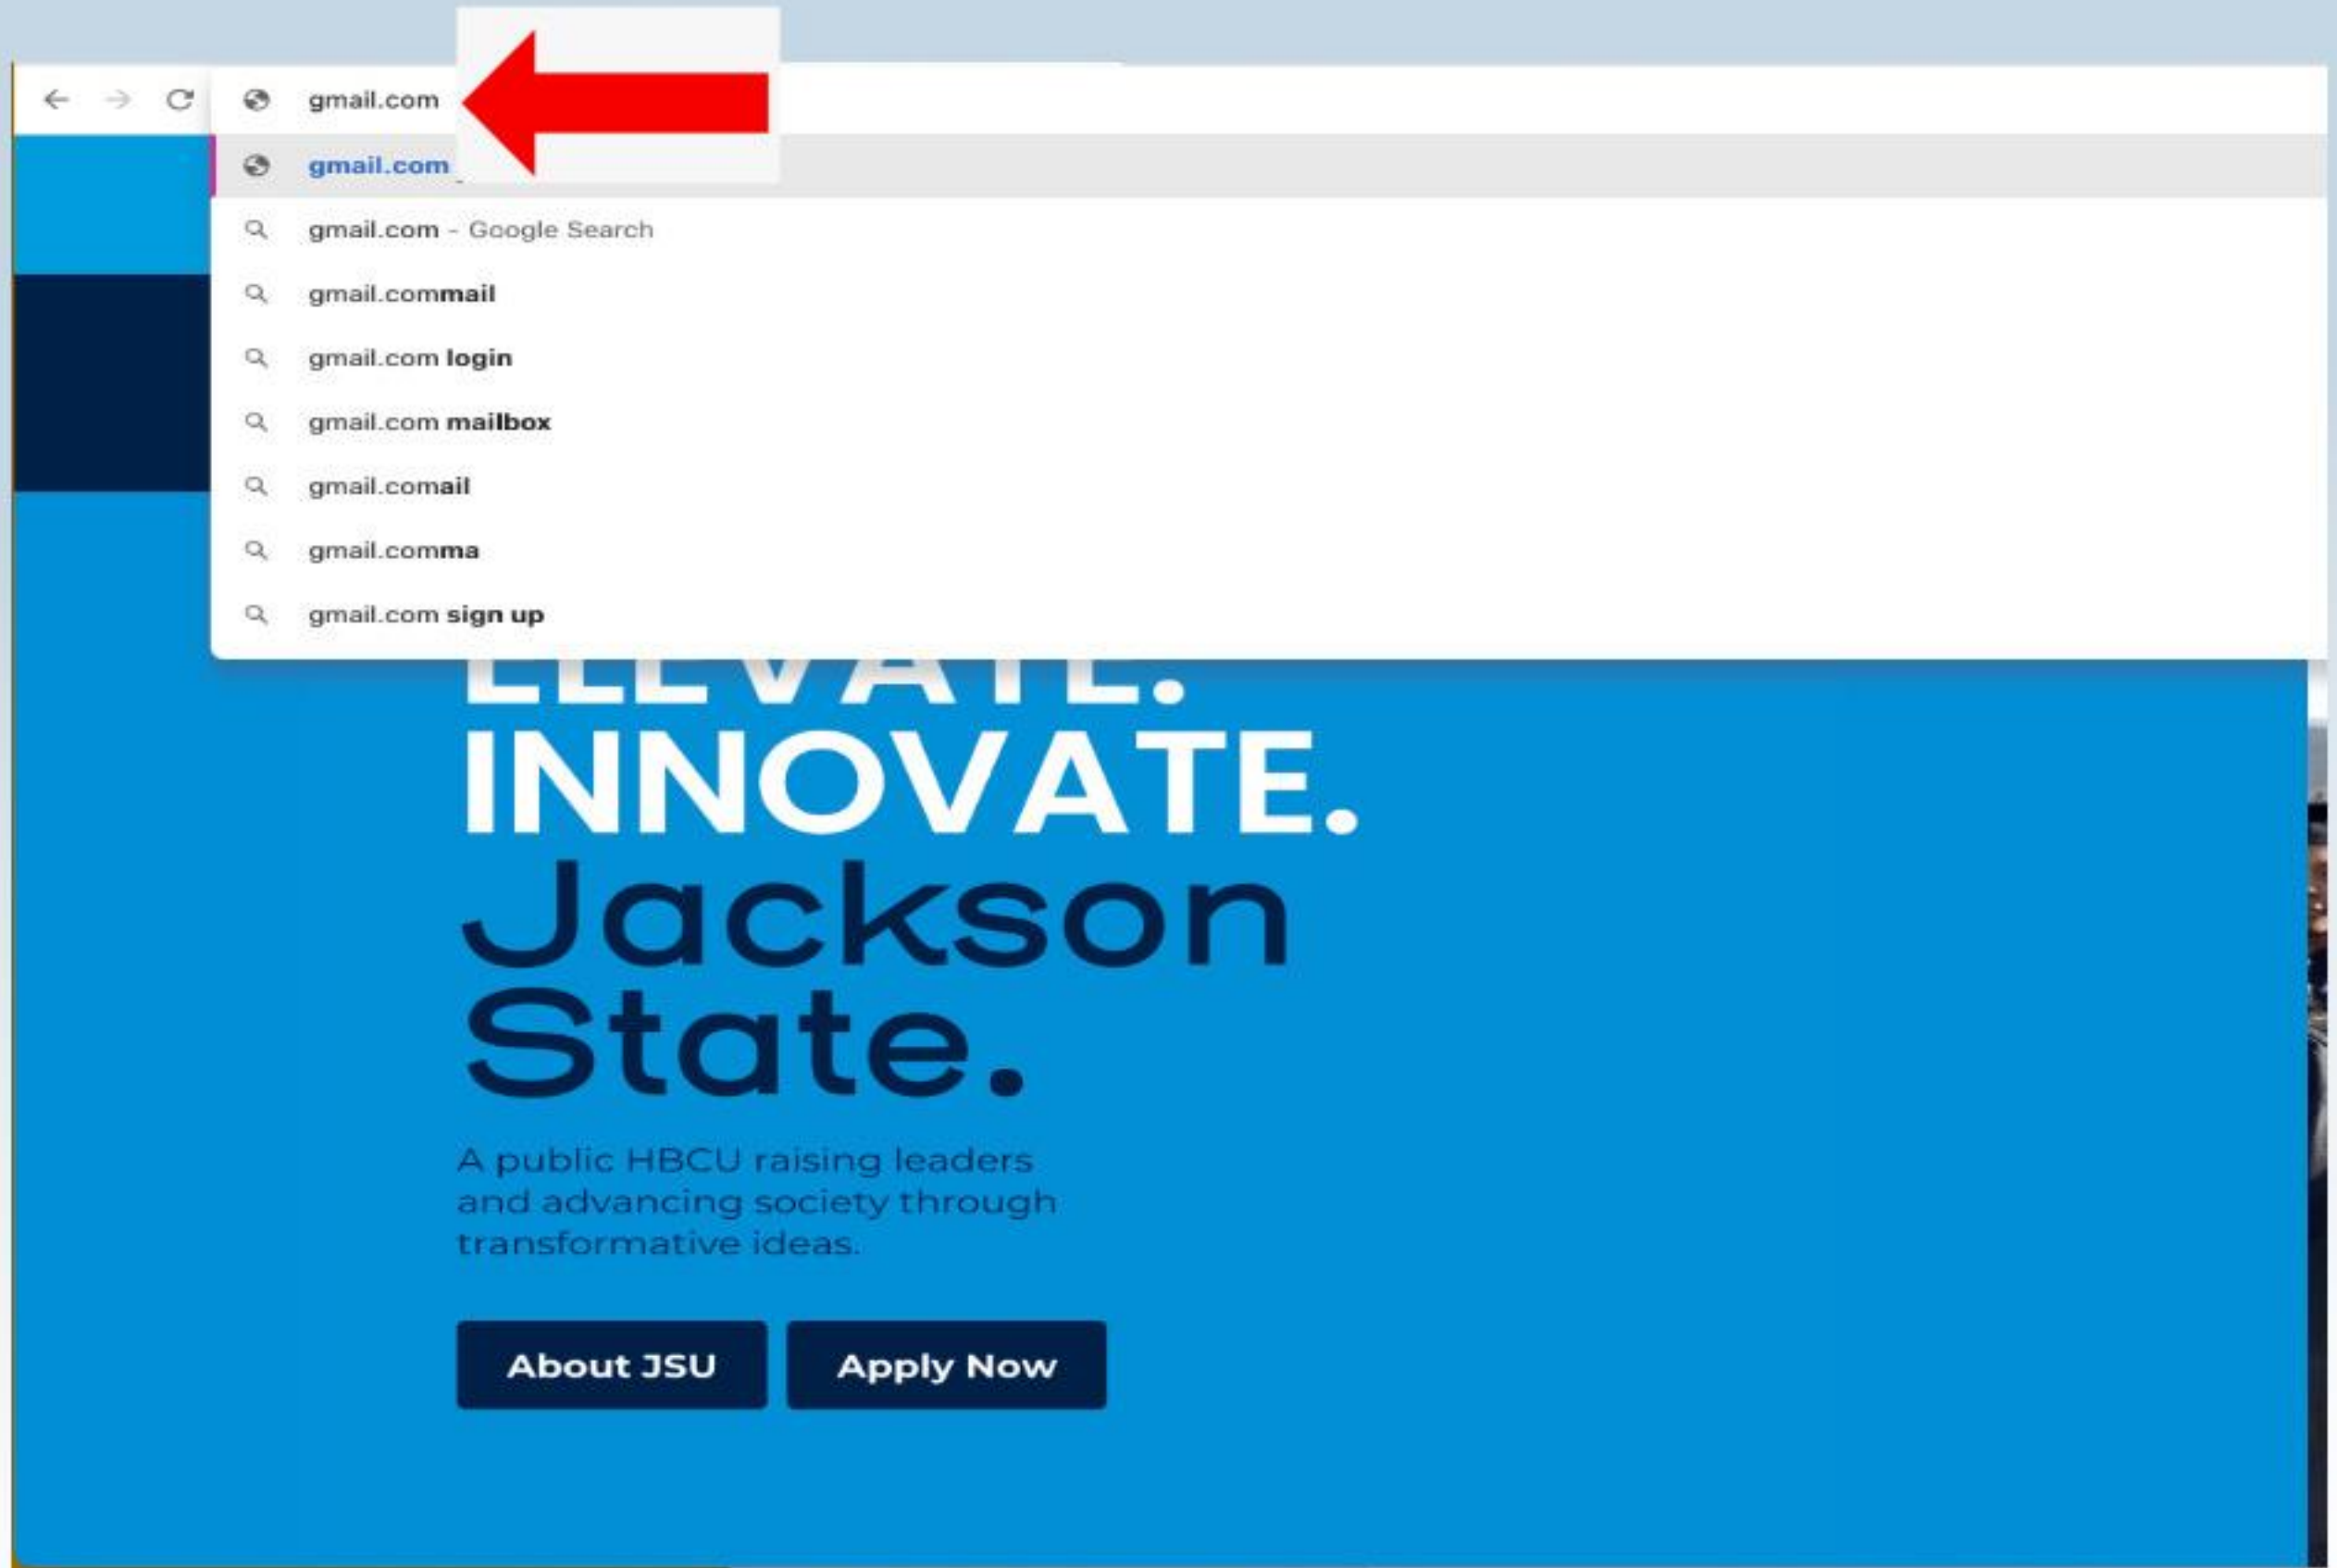 gmail.com
gmail.com
gmail.com - Google Search
gmail.commail
gmail.com login
gmail.com mailbox
gmail.comail
gmail.comma
gmail.com sign up
ELEVATE.
INNOVATE.
Jackson
State.
A public HBCU raising leaders
and advancing society through
transformative ideas.
About JSU
Apply Now